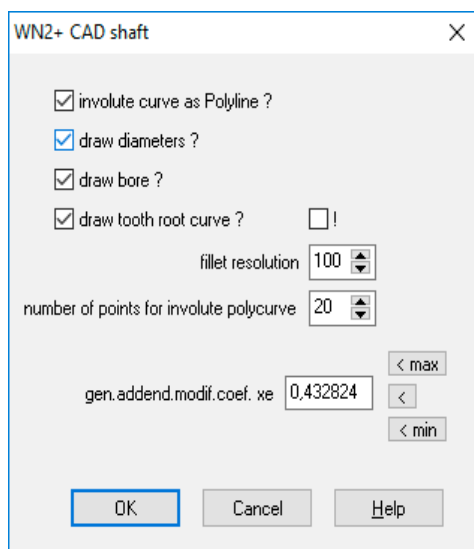 WN2+ CAD shaft
involute curve as Polyline ?
draw diameters ?
draw bore ?
draw tooth root curve ? !
fillet resolution 100
number of points for involute polycurve 20
< max
gen.addend.modif.coef. xe 0,432824 <
< min
OK Cancel Help